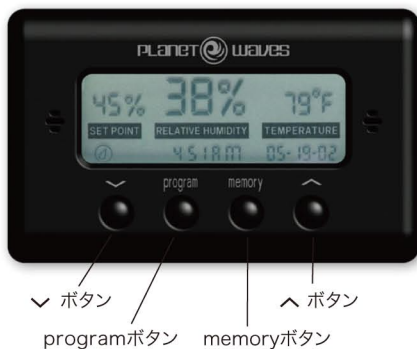 PLANET WAVES
45% 38% 79°F
SET POINT RELATIVE HUMIDITY TEMPERATURE
4 51AM 05-19-02
program memory
ボタン ボタン
programボタン memoryボタン